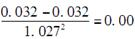 0. 032 − 0. 032
1. 027² = 0. 00